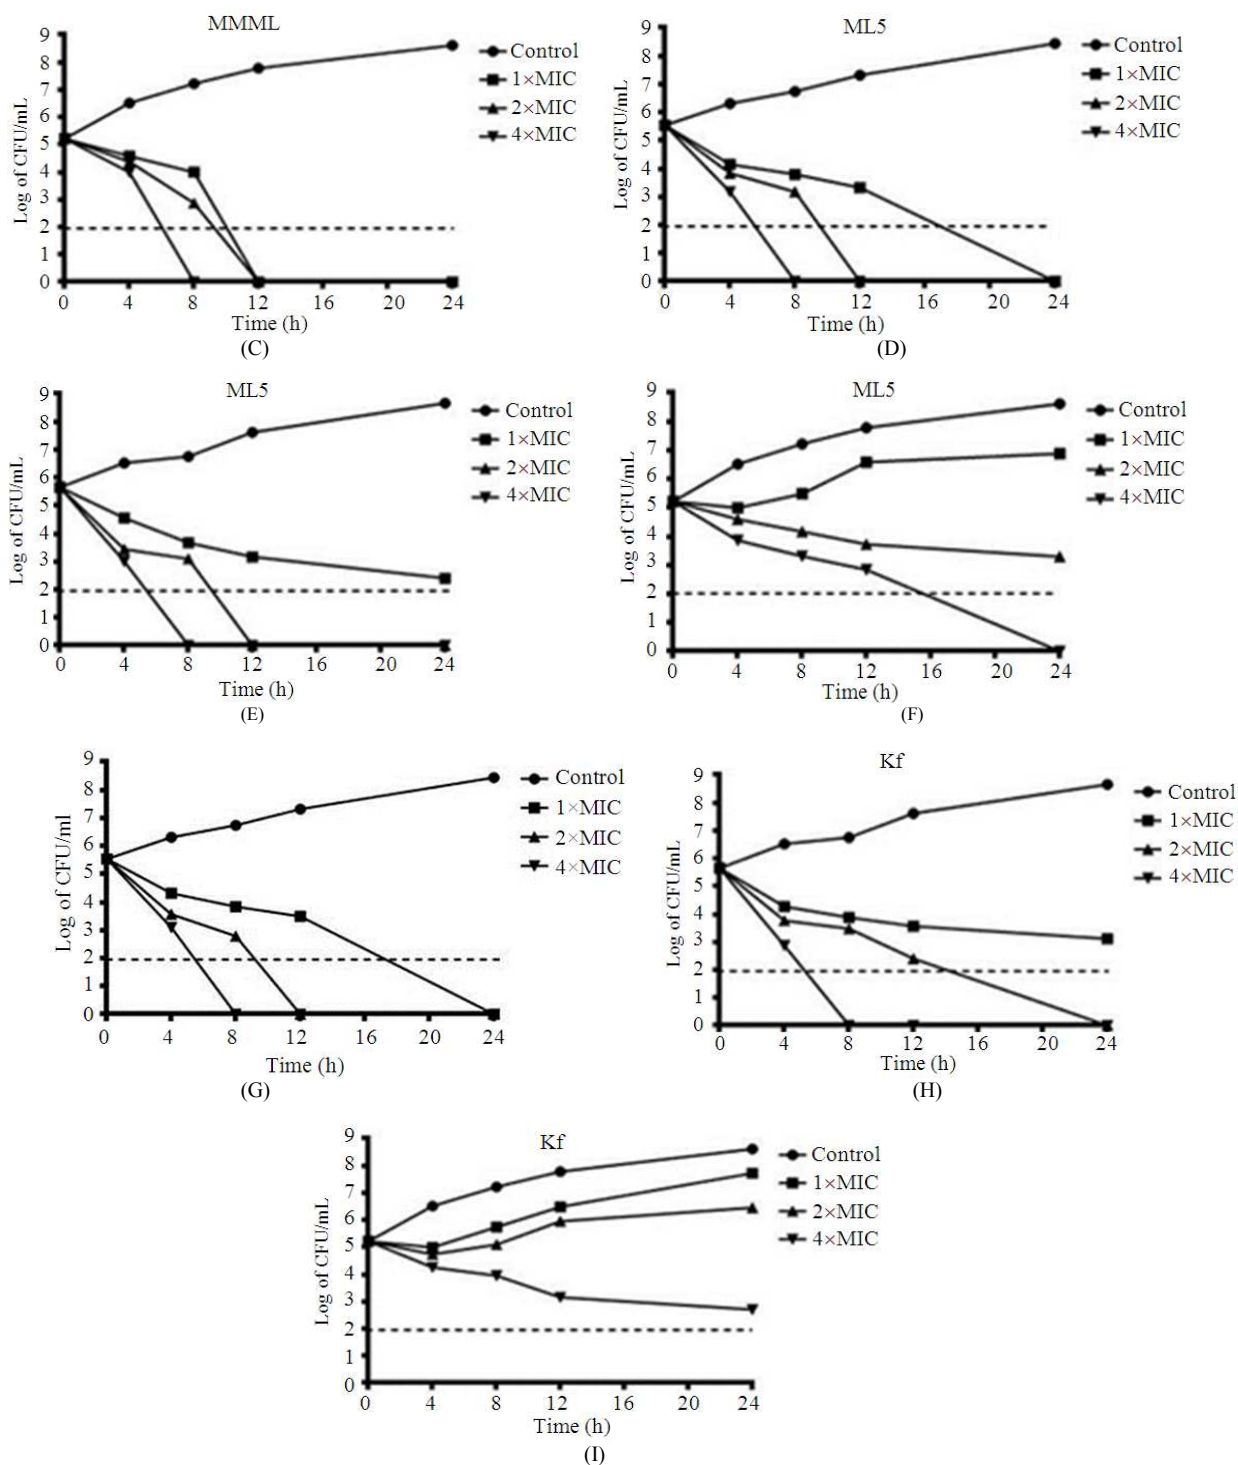 MMML
9
8
7
6
5
4
3
2
1
0
Log of CFU/mL
0 4 8 12 16 20 24
Time (h)
Control
1×MIC
2×MIC
4×MIC
(C)
ML5
9
8
7
6
5
4
3
2
1
0
Log of CFU/mL
0 4 8 12 16 20 24
Time (h)
Control
1×MIC
2×MIC
4×MIC
(D)
ML5
9
8
7
6
5
4
3
2
1
0
Log of CFU/mL
0 4 8 12 16 20 24
Time (h)
Control
1×MIC
2×MIC
4×MIC
(E)
ML5
9
8
7
6
5
4
3
2
1
0
Log of CFU/mL
0 4 8 12 16 20 24
Time (h)
Control
1×MIC
2×MIC
4×MIC
(F)
9
8
7
6
5
4
3
2
1
0
Log of CFU/ml
0 4 8 12 16 20 24
Time (h)
Control
1×MIC
2×MIC
4×MIC
(G)
Kf
9
8
7
6
5
4
3
2
1
0
Log of CFU/mL
0 4 8 12 16 20 24
Time (h)
Control
1×MIC
2×MIC
4×MIC
(H)
Kf
9
8
7
6
5
4
3
2
1
0
Log of CFU/mL
0 4 8 12 16 20 24
Time (h)
Control
1×MIC
2×MIC
4×MIC
(I)